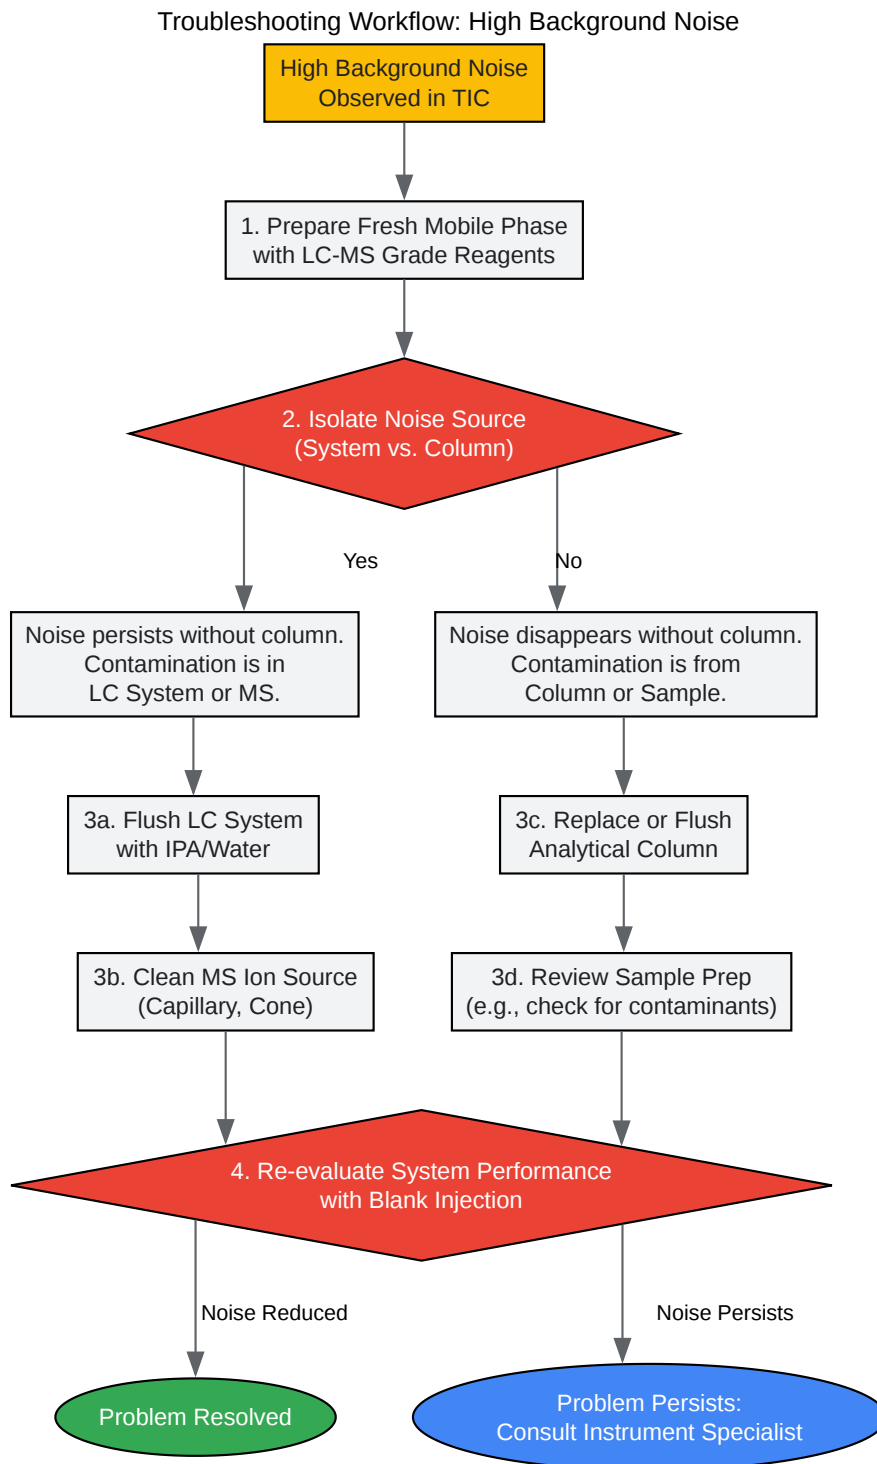 Troubleshooting Workflow: High Background Noise
High Background Noise
Observed in TIC
1. Prepare Fresh Mobile Phase
with LC-MS Grade Reagents
2. Isolate Noise Source
(System vs. Column)
Yes
No
Noise persists without column.
Contamination is in
LC System or MS.
Noise disappears without column.
Contamination is from
Column or Sample.
3a. Flush LC System
with IPA/Water
3c. Replace or Flush
Analytical Column
3b. Clean MS Ion Source
(Capillary, Cone)
3d. Review Sample Prep
(e.g., check for contaminants)
4. Re-evaluate System Performance
with Blank Injection
Noise Reduced
Noise Persists
Problem Resolved
Problem Persists:
Consult Instrument Specialist